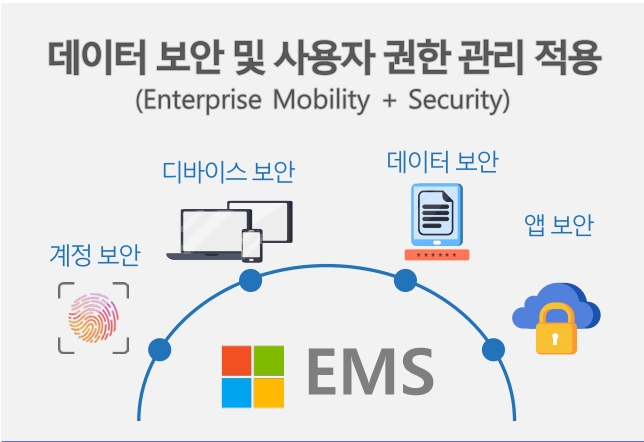 데이터 보안 및 사용자 권한 관리 적용
(Enterprise Mobility + Security)
디바이스 보안
데이터 보안
계정 보안
앱 보안
EMS